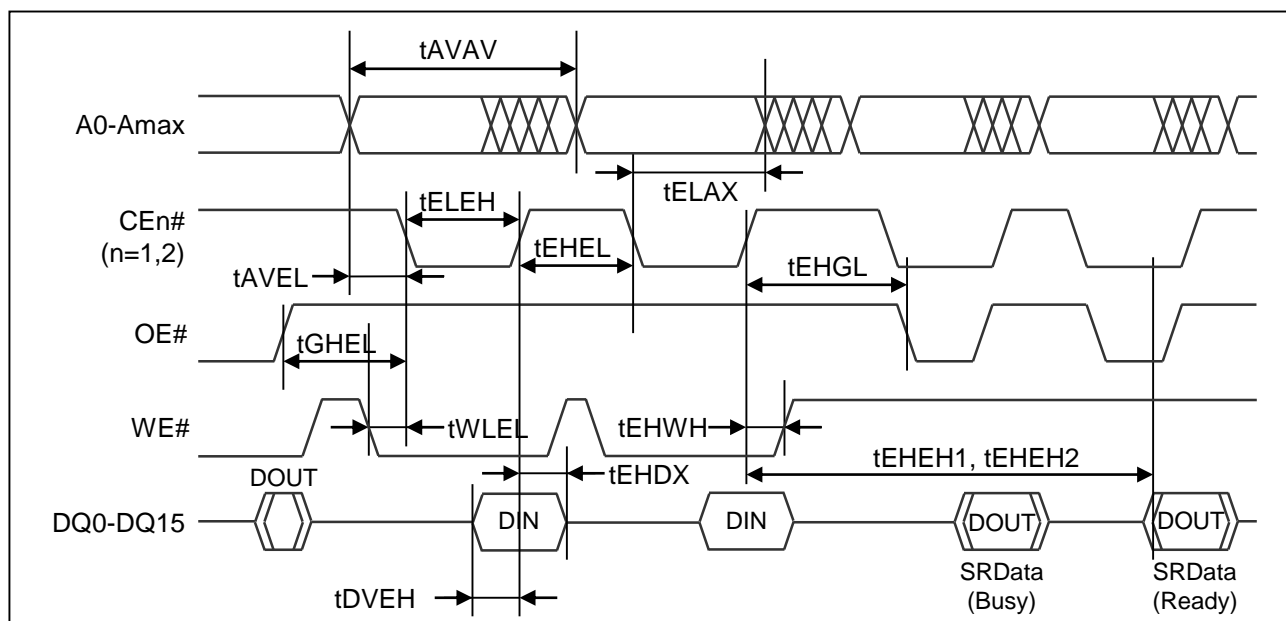 tAVAV
A0-Amax
tELAX
tELEH
CEn#
(n=1,2)
tEHEL
tEHGL
tAVEL
OE#
tGHEL
WE#
tWLEL
tEHWH
tEHEH1, tEHEH2
tEHDX
DOUT
DQ0-DQ15
DIN
DIN
DOUT
DOUT
SRData
(Busy)
SRData
(Ready)
tDVEH